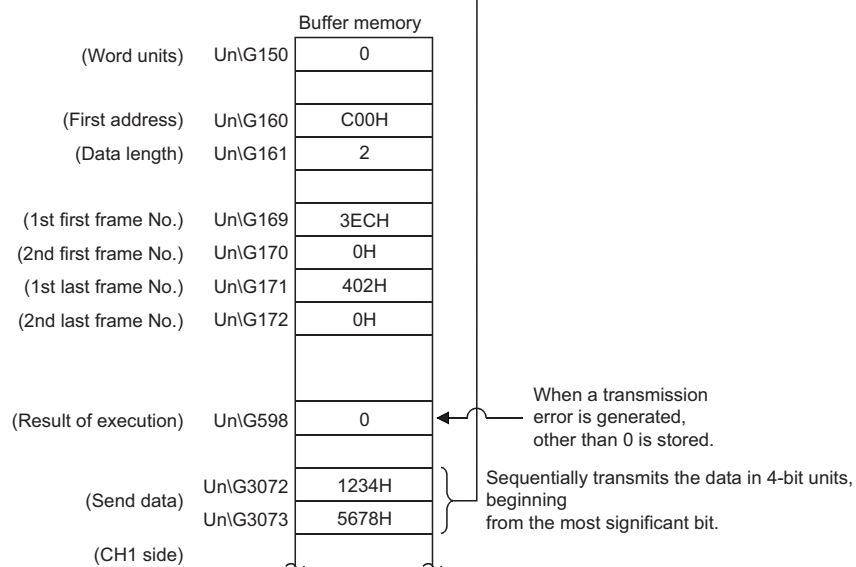 Buffer memory
(Word units) Un\G150 0
(First address) Un\G160 C00H
(Data length) Un\G161 2
(1st first frame No.) Un\G169 3ECH
(2nd first frame No.) Un\G170 0H
(1st last frame No.) Un\G171 402H
(2nd last frame No.) Un\G172 0H
(Result of execution) Un\G598 0
When a transmission
error is generated,
other than 0 is stored.
(Send data)
Un\G3072 1234H
Un\G3073 5678H
Sequentially transmits the data in 4-bit units,
beginning
from the most significant bit.
(CH1 side)